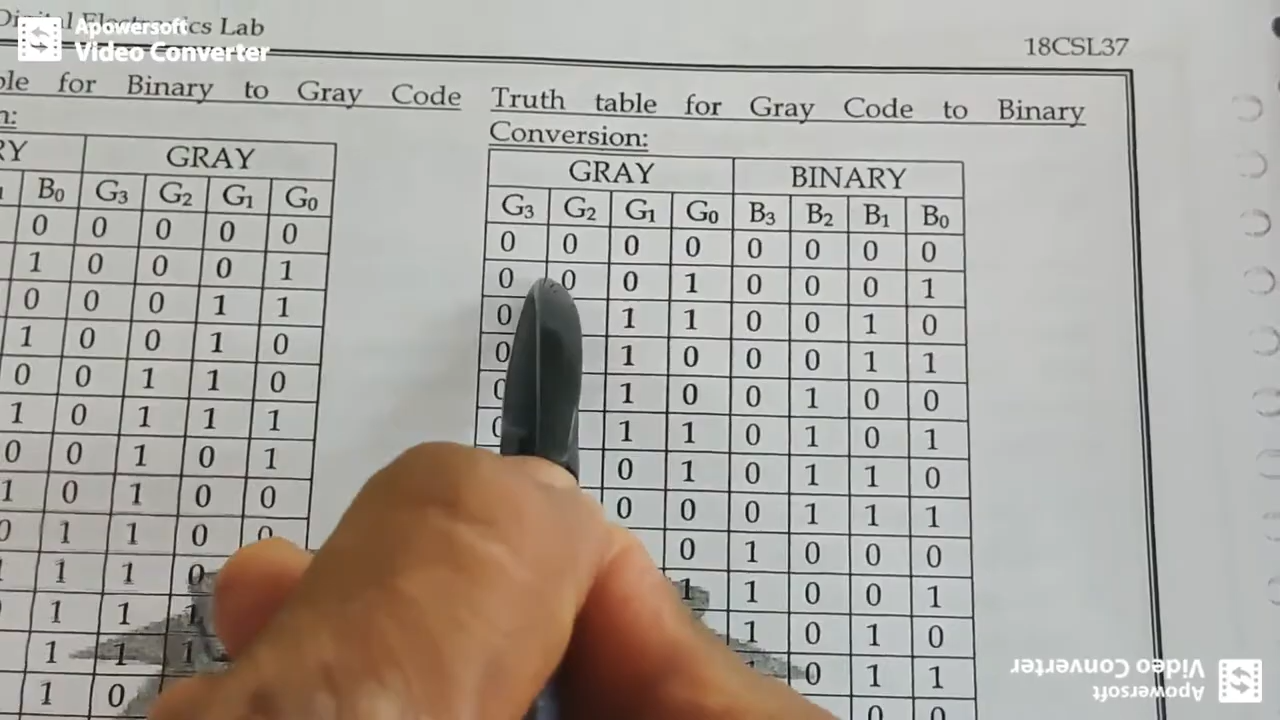 Digital Electronics Lab
18CSL37
Apowersoft
Video Converter
ble for Binary to Gray Code
n:
RY GRAY
B0 G3 G2 G1 G0
0 0 0 0 0
1 0 0 0 1
0 0 0 1 1
1 0 0 1 0
0 0 1 1 0
1 0 1 1 1
0 0 1 0 1
1 0 1 0 0
0 1 1 0 0
1 1 1 0
1 1 1
1 1 1
1 0
Truth table for Gray Code to Binary
Conversion:
GRAY BINARY
G3 G2 G1 G0 B3 B2 B1 B0
0 0 0 0 0 0 0 0
0 0 0 1 0 0 0 1
0 1 1 0 0 1 0
0 1 0 0 0 1 1
0 1 0 0 1 0 0
0 1 1 0 1 0 1
0 1 0 1 1 0
0 0 0 1 1 1
0 1 0 0 0
1 1 0 0 1
1 0 1 0
1 0 1 1
0 0
Apowersoft
Video Converter